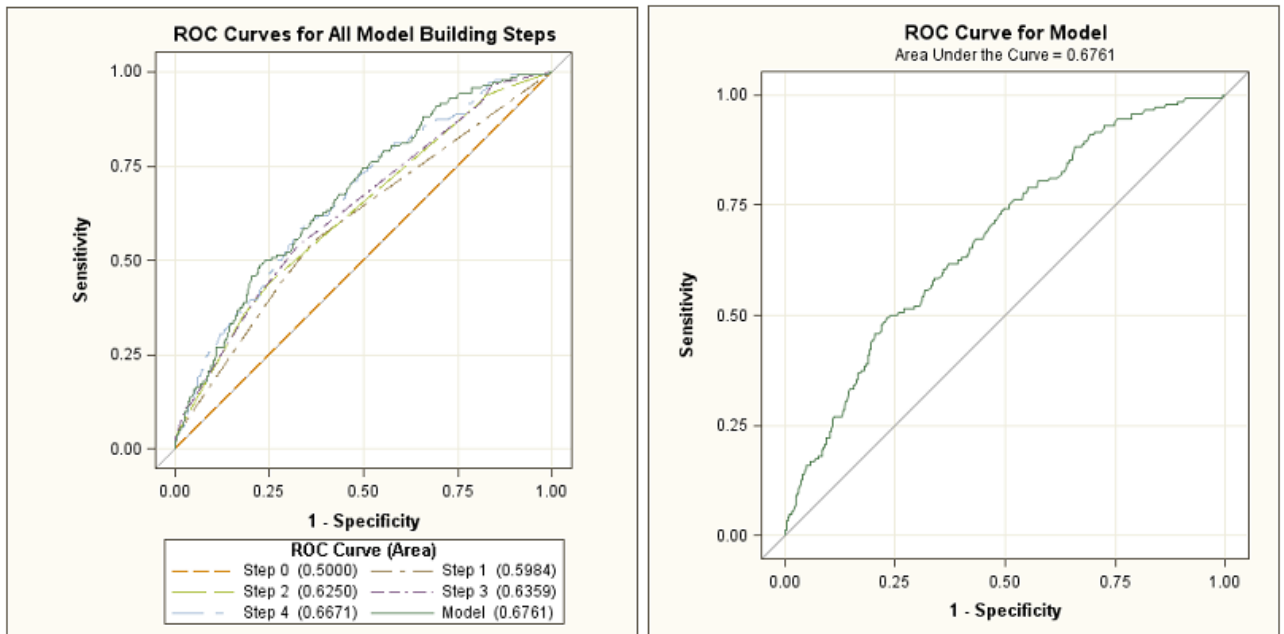 ROC Curves for All Model Building Steps
1.00
0.75
0.50
0.25
0.00
Sensitivity
0.00 0.25 0.50 0.75 1.00
1 - Specificity
ROC Curve (Area)
Step 0 (0.5000) Step 1 (0.5984)
Step 2 (0.6250) Step 3 (0.6359)
Step 4 (0.6671) Model (0.6761)
ROC Curve for Model
Area Under the Curve = 0.6761
1.00
0.75
0.50
0.25
0.00
Sensitivity
0.00 0.25 0.50 0.75 1.00
1 - Specificity